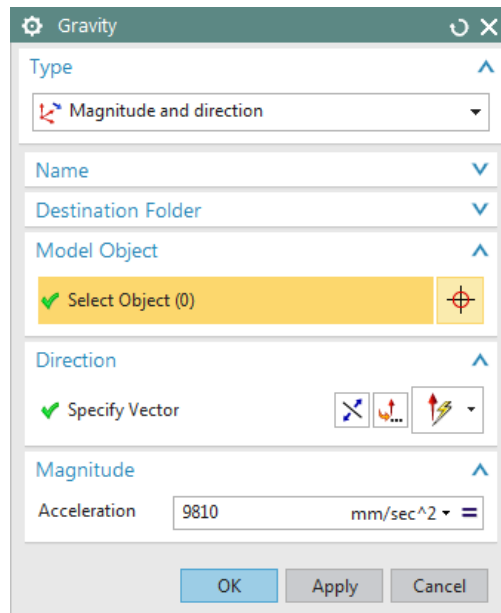 Gravity
Type
Magnitude and direction
Name
Destination Folder
Model Object
Select Object (0)
Direction
Specify Vector
Magnitude
Acceleration 9810 mm/sec^2 =
OK Apply Cancel